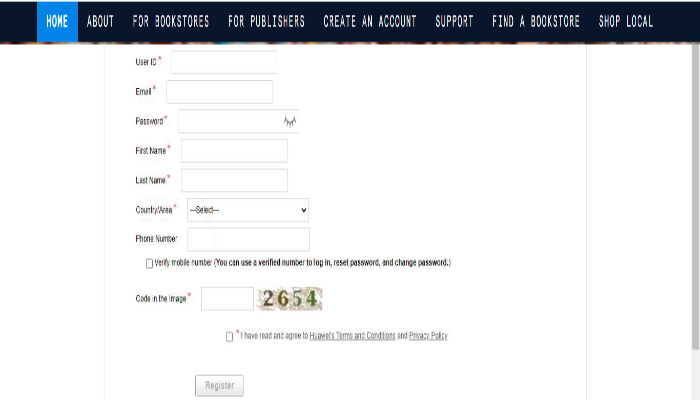 HOME ABOUT FOR BOOKSTORES FOR PUBLISHERS CREATE AN ACCOUNT SUPPORT FIND A BOOKSTORE SHOP LOCAL
User ID *
Email *
Password *
First Name *
Last Name *
Country/Area * ---Select---
Phone Number
Verify mobile number (You can use a verified number to log in, reset password, and change password.)
Code in the Image * 2654
* I have read and agree to Huawei's Terms and Conditions and Privacy Policy
Register